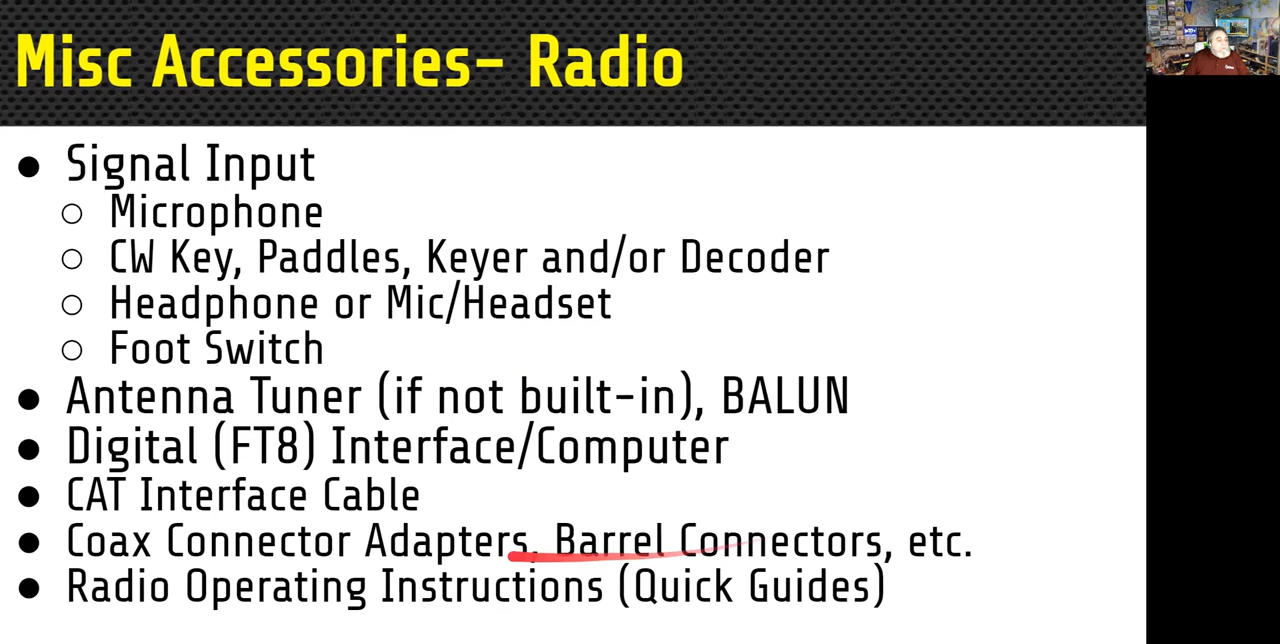 Misc Accessories- Radio
● Signal Input
○ Microphone
○ CW Key, Paddles, Keyer and/or Decoder
○ Headphone or Mic/Headset
○ Foot Switch
● Antenna Tuner (if not built-in), BALUN
● Digital (FT8) Interface/Computer
● CAT Interface Cable
● Coax Connector Adapters, Barrel Connectors, etc.
● Radio Operating Instructions (Quick Guides)